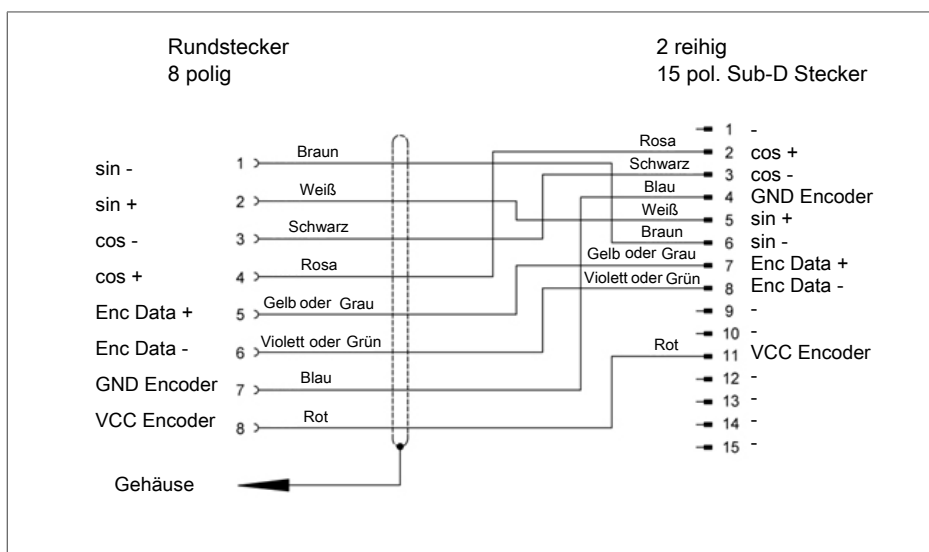 Rundstecker
8 polig
2 reihig
15 pol. Sub-D Stecker
sin -
1
Braun
sin +
2
Weiß
cos -
3
Schwarz
cos +
4
Rosa
Enc Data +
5
Gelb oder Grau
Enc Data -
6
Violett oder Grün
GND Encoder
7
Blau
VCC Encoder
8
Rot
Gehäuse
1 -
Rosa
2 cos +
Schwarz
3 cos -
Blau
4 GND Encoder
Weiß
5 sin +
Braun
6 sin -
Gelb oder Grau
7 Enc Data +
Violett oder Grün
8 Enc Data -
9 -
10 -
Rot
11 VCC Encoder
12 -
13 -
14 -
15 -